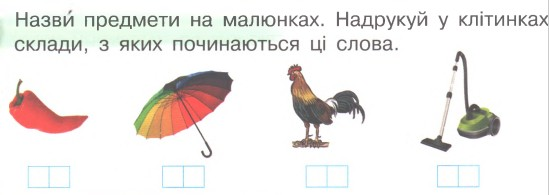 Назви́ предмети на малюнках. Надрукуй у клітинках
склади, з яких починаються ці слова.